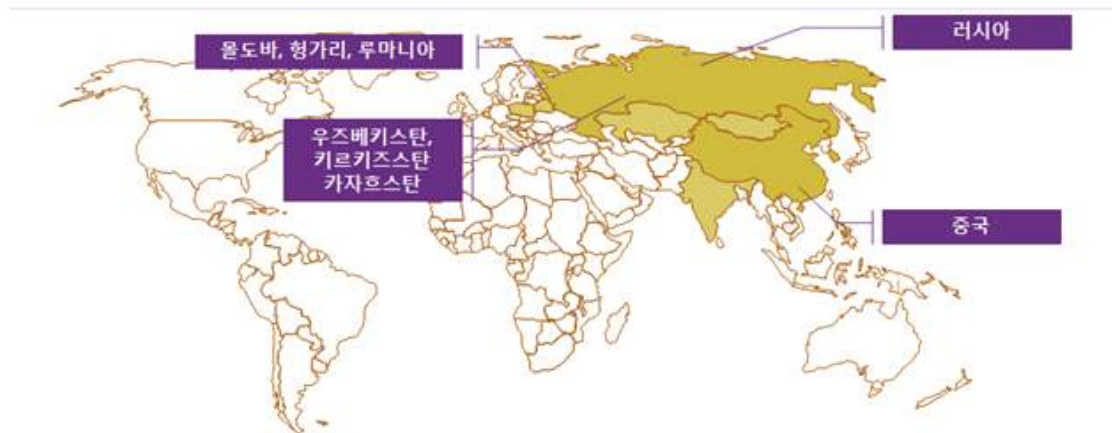 러시아
몰도바, 헝가리, 루마니아
우즈베키스탄,
키르키즈스탄
카자흐스탄
중국